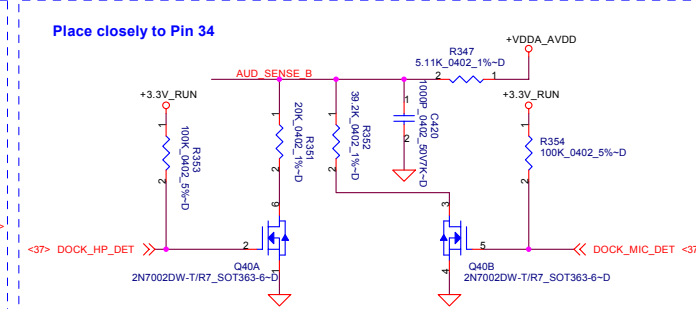 Place closely to Pin 34
+VDDA_AVDD
R347
5.11K_0402_1%~D
2
1
AUD_SENSE_B
+3.3V_RUN
+3.3V_RUN
1
2
R353
100K_0402_5%~D
1
2
R351
20K_0402_1%~D
1
2
R352
39.2K_0402_1%~D
1
2
C420
1000P_0402_50V7K~D
1
2
R354
100K_0402_5%~D
<37> DOCK_HP_DET
2
6
1
Q40A
2N7002DW-T/R7_SOT363-6~D
3
5
4
Q40B
2N7002DW-T/R7_SOT363-6~D
DOCK_MIC_DET <37